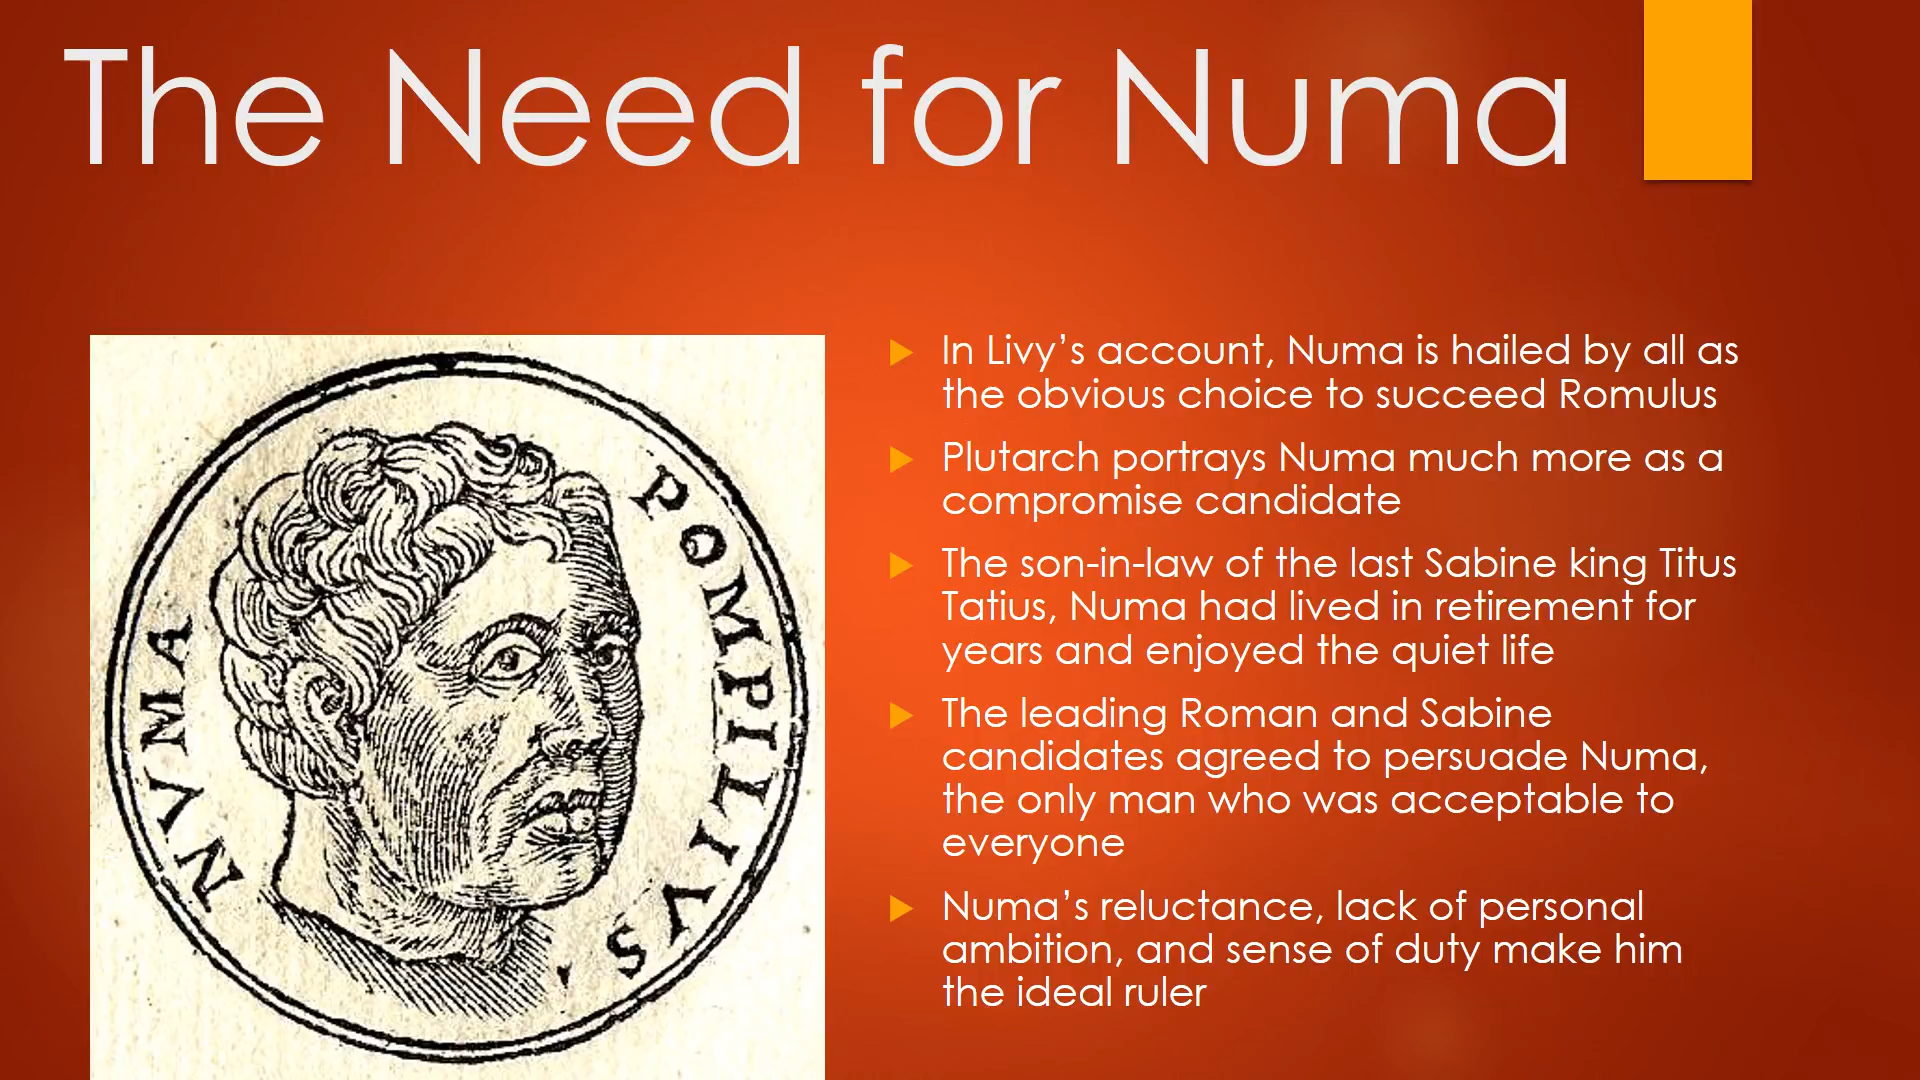 The Need for Numa
NVMA POMPILIVS
In Livy’s account, Numa is hailed by all as
the obvious choice to succeed Romulus
Plutarch portrays Numa much more as a
compromise candidate
The son-in-law of the last Sabine king Titus
Tatius, Numa had lived in retirement for
years and enjoyed the quiet life
The leading Roman and Sabine
candidates agreed to persuade Numa,
the only man who was acceptable to
everyone
Numa’s reluctance, lack of personal
ambition, and sense of duty make him
the ideal ruler